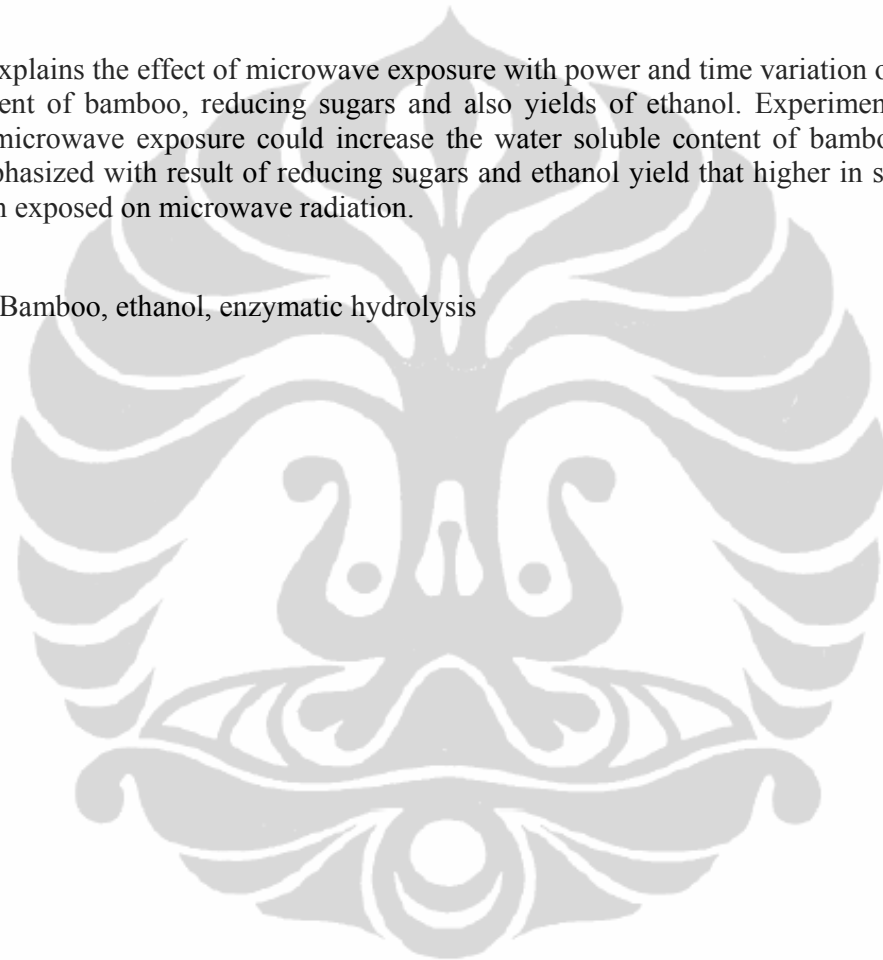 xplains the effect of microwave exposure with power and time variation o
ent of bamboo, reducing sugars and also yields of ethanol. Experimen
microwave exposure could increase the water soluble content of bambo
phasized with result of reducing sugars and ethanol yield that higher in s
n exposed on microwave radiation.
Bamboo, ethanol, enzymatic hydrolysis